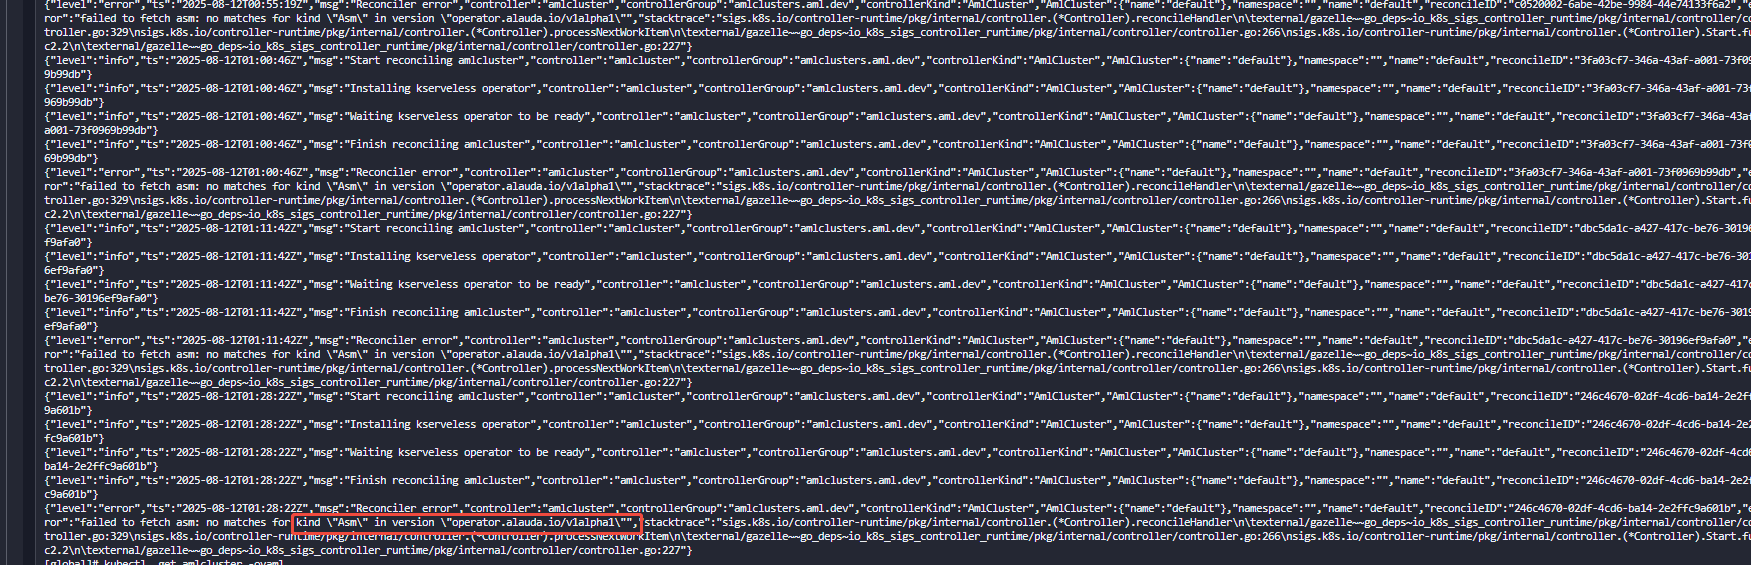 {"level":"error","ts":"2025-08-12T00:55:19Z","msg":"Reconciler error","controller":"amlcluster","controllerGroup":"amlclusters.aml.dev","controllerKind":"AmlCluster","AmlCluster":{"name":"default"},"namespace":"","name":"default","reconcileID":"c0520002-6abe-42be-9984-44e74133f6a2","e
ror":"failed to fetch asm: no matches for kind \"Asm\" in version \"operator.alauda.io/v1alpha1\"","stacktrace":"sigs.k8s.io/controller-runtime/pkg/internal/controller.(*Controller).reconcileHandler\n\texternal/gazelle~~go_deps~io_k8s_sigs_controller_runtime/pkg/internal/controller/co
troller.go:329\nsigs.k8s.io/controller-runtime/pkg/internal/controller.(*Controller).processNextWorkItem\n\texternal/gazelle~~go_deps~io_k8s_sigs_controller_runtime/pkg/internal/controller/controller.go:266\nsigs.k8s.io/controller-runtime/pkg/internal/controller.(*Controller).Start.fu
c2.2\n\texternal/gazelle~~go_deps~io_k8s_sigs_controller_runtime/pkg/internal/controller/controller.go:227"}
{"level":"info","ts":"2025-08-12T01:00:46Z","msg":"Start reconciling amlcluster","controller":"amlcluster","controllerGroup":"amlclusters.aml.dev","controllerKind":"AmlCluster","AmlCluster":{"name":"default"},"namespace":"","name":"default","reconcileID":"3fa03cf7-346a-43af-a001-73f09
9b99db"}
{"level":"info","ts":"2025-08-12T01:00:46Z","msg":"Installing kserveless operator","controller":"amlcluster","controllerGroup":"amlclusters.aml.dev","controllerKind":"AmlCluster","AmlCluster":{"name":"default"},"namespace":"","name":"default","reconcileID":"3fa03cf7-346a-43af-a001-73f
969b99db"}
{"level":"info","ts":"2025-08-12T01:00:46Z","msg":"Waiting kserveless operator to be ready","controller":"amlcluster","controllerGroup":"amlclusters.aml.dev","controllerKind":"AmlCluster","AmlCluster":{"name":"default"},"namespace":"","name":"default","reconcileID":"3fa03cf7-346a-43af
a001-73f0969b99db"}
{"level":"info","ts":"2025-08-12T01:00:46Z","msg":"Finish reconciling amlcluster","controller":"amlcluster","controllerGroup":"amlclusters.aml.dev","controllerKind":"AmlCluster","AmlCluster":{"name":"default"},"namespace":"","name":"default","reconcileID":"3fa03cf7-346a-43af-a001-73f0
69b99db"}
{"level":"error","ts":"2025-08-12T01:00:46Z","msg":"Reconciler error","controller":"amlcluster","controllerGroup":"amlclusters.aml.dev","controllerKind":"AmlCluster","AmlCluster":{"name":"default"},"namespace":"","name":"default","reconcileID":"3fa03cf7-346a-43af-a001-73f0969b99db","e
ror":"failed to fetch asm: no matches for kind \"Asm\" in version \"operator.alauda.io/v1alpha1\"","stacktrace":"sigs.k8s.io/controller-runtime/pkg/internal/controller.(*Controller).reconcileHandler\n\texternal/gazelle~~go_deps~io_k8s_sigs_controller_runtime/pkg/internal/controller/co
troller.go:329\nsigs.k8s.io/controller-runtime/pkg/internal/controller.(*Controller).processNextWorkItem\n\texternal/gazelle~~go_deps~io_k8s_sigs_controller_runtime/pkg/internal/controller/controller.go:266\nsigs.k8s.io/controller-runtime/pkg/internal/controller.(*Controller).Start.fu
c2.2\n\texternal/gazelle~~go_deps~io_k8s_sigs_controller_runtime/pkg/internal/controller/controller.go:227"}
{"level":"info","ts":"2025-08-12T01:11:42Z","msg":"Start reconciling amlcluster","controller":"amlcluster","controllerGroup":"amlclusters.aml.dev","controllerKind":"AmlCluster","AmlCluster":{"name":"default"},"namespace":"","name":"default","reconcileID":"dbc5da1c-a427-417c-be76-30196
f9afa0"}
{"level":"info","ts":"2025-08-12T01:11:42Z","msg":"Installing kserveless operator","controller":"amlcluster","controllerGroup":"amlclusters.aml.dev","controllerKind":"AmlCluster","AmlCluster":{"name":"default"},"namespace":"","name":"default","reconcileID":"dbc5da1c-a427-417c-be76-301
6ef9afa0"}
{"level":"info","ts":"2025-08-12T01:11:42Z","msg":"Waiting kserveless operator to be ready","controller":"amlcluster","controllerGroup":"amlclusters.aml.dev","controllerKind":"AmlCluster","AmlCluster":{"name":"default"},"namespace":"","name":"default","reconcileID":"dbc5da1c-a427-417
be76-30196ef9afa0"}
{"level":"info","ts":"2025-08-12T01:11:42Z","msg":"Finish reconciling amlcluster","controller":"amlcluster","controllerGroup":"amlclusters.aml.dev","controllerKind":"AmlCluster","AmlCluster":{"name":"default"},"namespace":"","name":"default","reconcileID":"dbc5da1c-a427-417c-be76-3019
ef9afa0"}
{"level":"error","ts":"2025-08-12T01:11:42Z","msg":"Reconciler error","controller":"amlcluster","controllerGroup":"amlclusters.aml.dev","controllerKind":"AmlCluster","AmlCluster":{"name":"default"},"namespace":"","name":"default","reconcileID":"dbc5da1c-a427-417c-be76-30196ef9afa0","e
ror":"failed to fetch asm: no matches for kind \"Asm\" in version \"operator.alauda.io/v1alpha1\"","stacktrace":"sigs.k8s.io/controller-runtime/pkg/internal/controller.(*Controller).reconcileHandler\n\texternal/gazelle~~go_deps~io_k8s_sigs_controller_runtime/pkg/internal/controller/co
troller.go:329\nsigs.k8s.io/controller-runtime/pkg/internal/controller.(*Controller).processNextWorkItem\n\texternal/gazelle~~go_deps~io_k8s_sigs_controller_runtime/pkg/internal/controller/controller.go:266\nsigs.k8s.io/controller-runtime/pkg/internal/controller.(*Controller).Start.fu
c2.2\n\texternal/gazelle~~go_deps~io_k8s_sigs_controller_runtime/pkg/internal/controller/controller.go:227"}
{"level":"info","ts":"2025-08-12T01:28:22Z","msg":"Start reconciling amlcluster","controller":"amlcluster","controllerGroup":"amlclusters.aml.dev","controllerKind":"AmlCluster","AmlCluster":{"name":"default"},"namespace":"","name":"default","reconcileID":"246c4670-02df-4cd6-ba14-2e2ff
9a601b"}
{"level":"info","ts":"2025-08-12T01:28:22Z","msg":"Installing kserveless operator","controller":"amlcluster","controllerGroup":"amlclusters.aml.dev","controllerKind":"AmlCluster","AmlCluster":{"name":"default"},"namespace":"","name":"default","reconcileID":"246c4670-02df-4cd6-ba14-2e2
fc9a601b"}
{"level":"info","ts":"2025-08-12T01:28:22Z","msg":"Waiting kserveless operator to be ready","controller":"amlcluster","controllerGroup":"amlclusters.aml.dev","controllerKind":"AmlCluster","AmlCluster":{"name":"default"},"namespace":"","name":"default","reconcileID":"246c4670-02df-4cd6
ba14-2e2ffc9a601b"}
{"level":"info","ts":"2025-08-12T01:28:22Z","msg":"Finish reconciling amlcluster","controller":"amlcluster","controllerGroup":"amlclusters.aml.dev","controllerKind":"AmlCluster","AmlCluster":{"name":"default"},"namespace":"","name":"default","reconcileID":"246c4670-02df-4cd6-ba14-2e2f
c9a601b"}
{"level":"error","ts":"2025-08-12T01:28:22Z","msg":"Reconciler error","controller":"amlcluster","controllerGroup":"amlclusters.aml.dev","controllerKind":"AmlCluster","AmlCluster":{"name":"default"},"namespace":"","name":"default","reconcileID":"246c4670-02df-4cd6-ba14-2e2ffc9a601b","e
ror":"failed to fetch asm: no matches for kind \"Asm\" in version \"operator.alauda.io/v1alpha1\"","stacktrace":"sigs.k8s.io/controller-runtime/pkg/internal/controller.(*Controller).reconcileHandler\n\texternal/gazelle~~go_deps~io_k8s_sigs_controller_runtime/pkg/internal/controller/co
troller.go:329\nsigs.k8s.io/controller-runtime/pkg/internal/controller.(*Controller).processNextWorkItem\n\texternal/gazelle~~go_deps~io_k8s_sigs_controller_runtime/pkg/internal/controller/controller.go:266\nsigs.k8s.io/controller-runtime/pkg/internal/controller.(*Controller).Start.fu
c2.2\n\texternal/gazelle~~go_deps~io_k8s_sigs_controller_runtime/pkg/internal/controller/controller.go:227"}
[global]# kubectl get amlcluster -oyaml